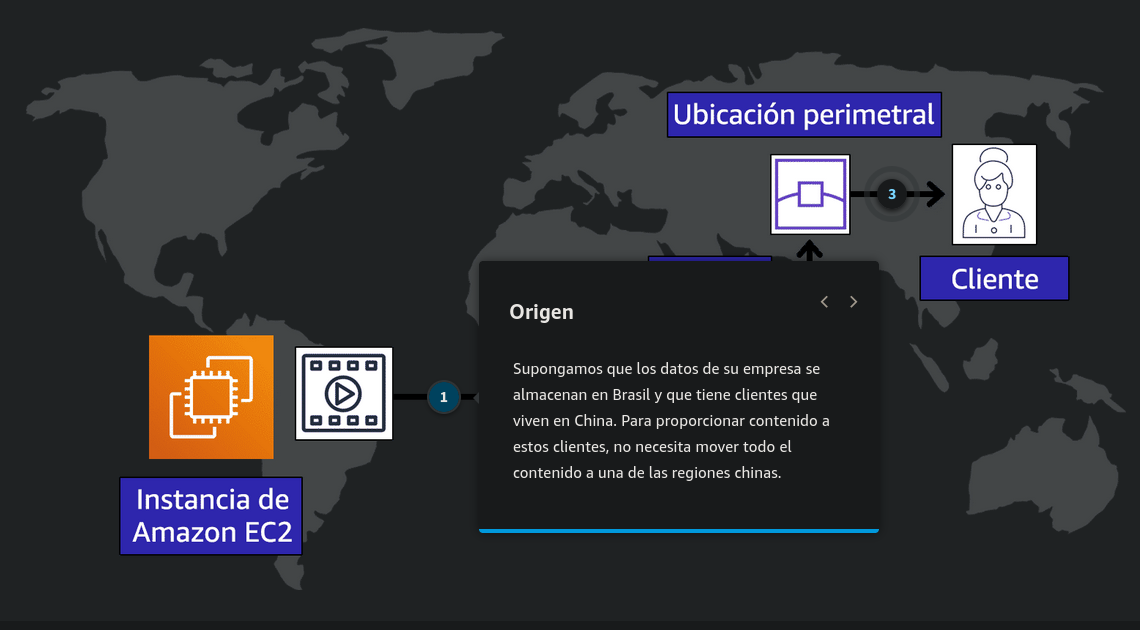 Ubicación perimetral
3
Cliente
Origen
Supongamos que los datos de su empresa se
almacenan en Brasil y que tiene clientes que
viven en China. Para proporcionar contenido a
estos clientes, no necesita mover todo el
contenido a una de las regiones chinas.
1
Instancia de
Amazon EC2